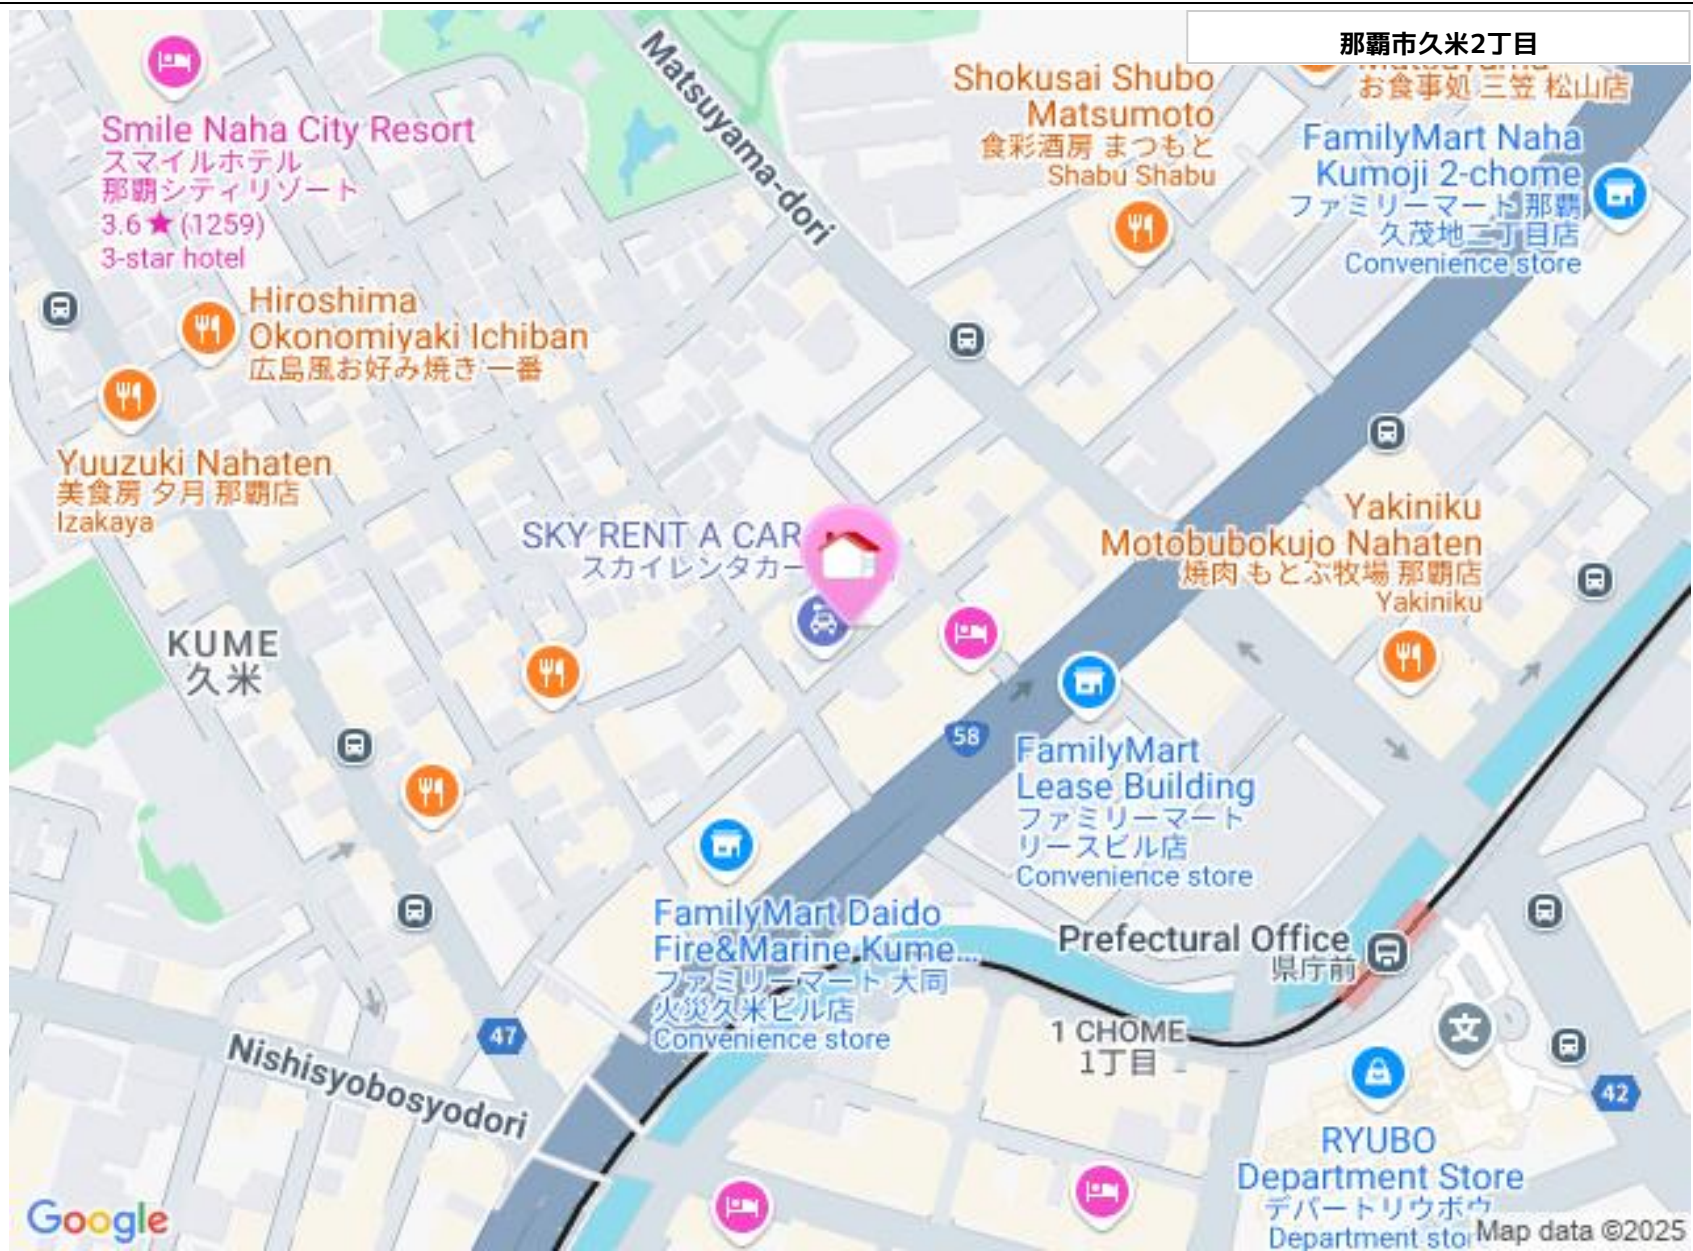 那覇市久米2丁目
Smile Naha City Resort
スマイルホテル
那覇シティリゾート
3.6 ★ (1259)
3-star hotel
Matsuyama-dori
Shokusai Shubo
Matsumoto
食彩酒房 まつもと
Shabu Shabu
お食事処 三笠 松山店
FamilyMart Naha
Kumoji 2-chome
ファミリーマート 那覇
久茂地二丁目店
Convenience store
Hiroshima
Okonomiyaki Ichiban
広島風お好み焼き 一番
Yuuzuki Nahaten
美食房 夕月 那覇店
Izakaya
SKY RENT A CAR
スカイレンタカー
Yakiniku
Motobubokujo Nahaten
焼肉 もとぶ牧場 那覇店
Yakiniku
KUME
久米
58
FamilyMart
Lease Building
ファミリーマート
リースビル店
Convenience store
FamilyMart Daido
Fire&Marine Kume...
ファミリーマート 大同
火災久米ビル店
Convenience store
Prefectural Office
県庁前
文
1 CHOME
1丁目
47
Nishisyobosyodori
42
RYUBO
Department Store
デパートリウボウ
Department stor
Google
Map data ©2025